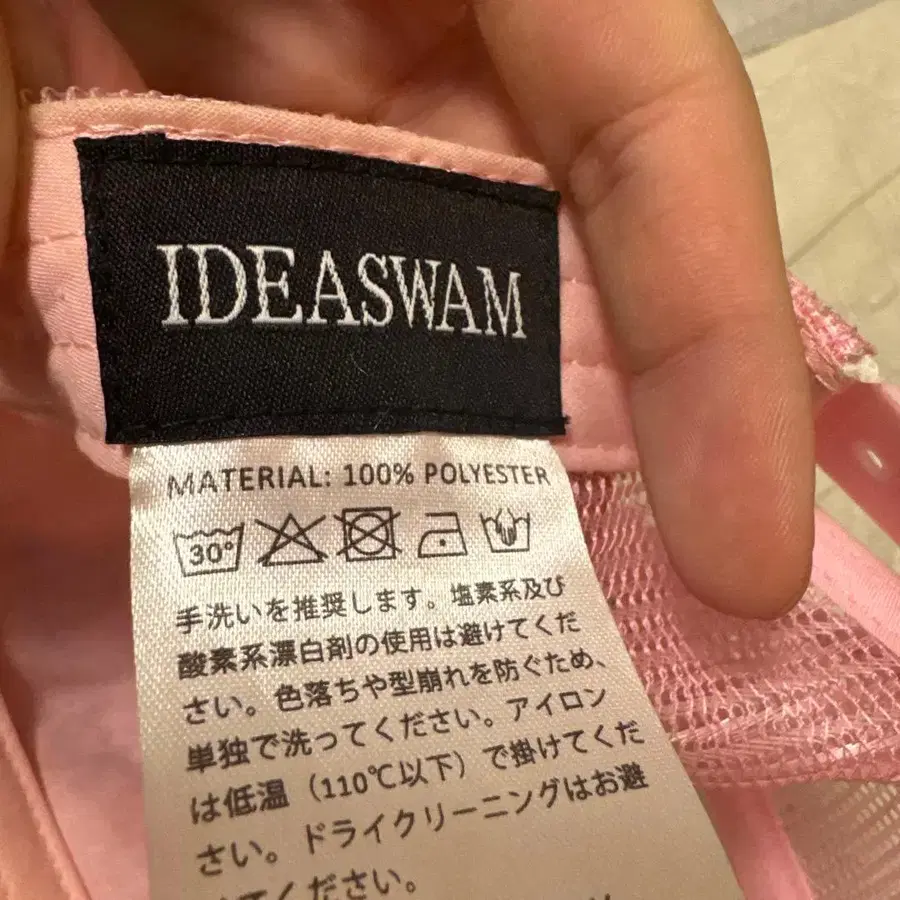 IDEASWAM
MATERIAL: 100% POLYESTER
30°
手洗いを推奨します。塩素系及び
酸素系漂白剤の使用は避けてくだ
さい。色落ちや型崩れを防ぐため、
単独で洗ってください。アイロン
は低温（110℃以下）で掛けてくだ
さい。ドライクリーニングはお避
けてください。